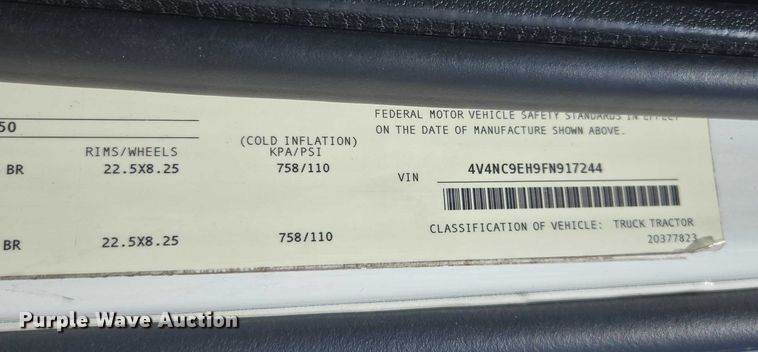 FEDERAL MOTOR VEHICLE SAFETY STANDARDS IN EFFECT
ON THE DATE OF MANUFACTURE SHOWN ABOVE.
50
RIMS/WHEELS
(COLD INFLATION)
KPA/PSI
BR 22.5X8.25 758/110
VIN 4V4NC9EH9FN917244
BR 22.5X8.25 758/110
CLASSIFICATION OF VEHICLE: TRUCK TRACTOR
20377823
Purple Wave Auction